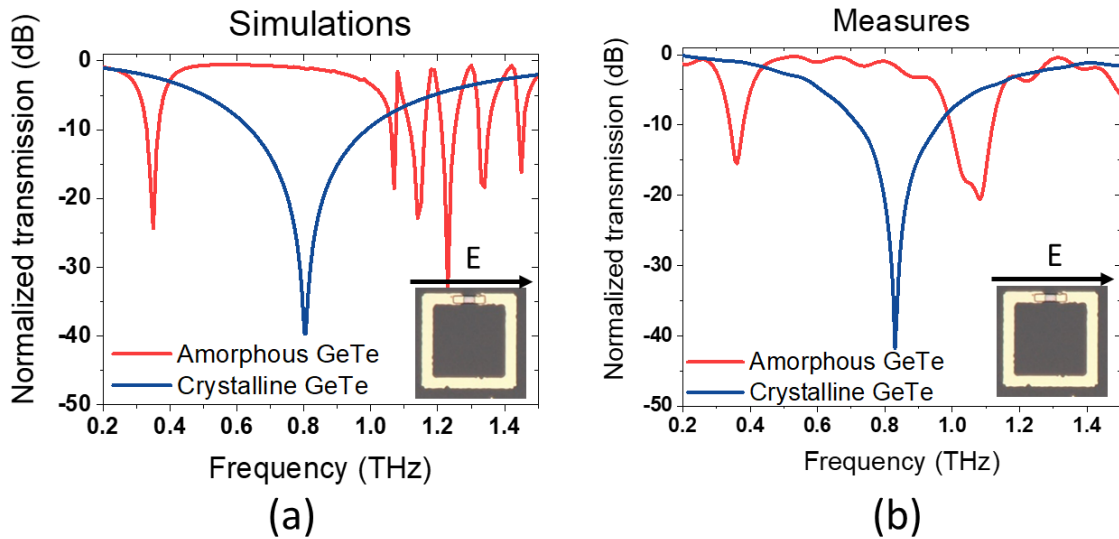 Simulations
Normalized transmission (dB)
0
-10
-20
-30
-40
-50
E
Amorphous GeTe
Crystalline GeTe
0.2 0.4 0.6 0.8 1.0 1.2 1.4
Frequency (THz)
(a)
Measures
Normalized transmission (dB)
0
-10
-20
-30
-40
-50
E
Amorphous GeTe
Crystalline GeTe
0.2 0.4 0.6 0.8 1.0 1.2 1.4
Frequency (THz)
(b)